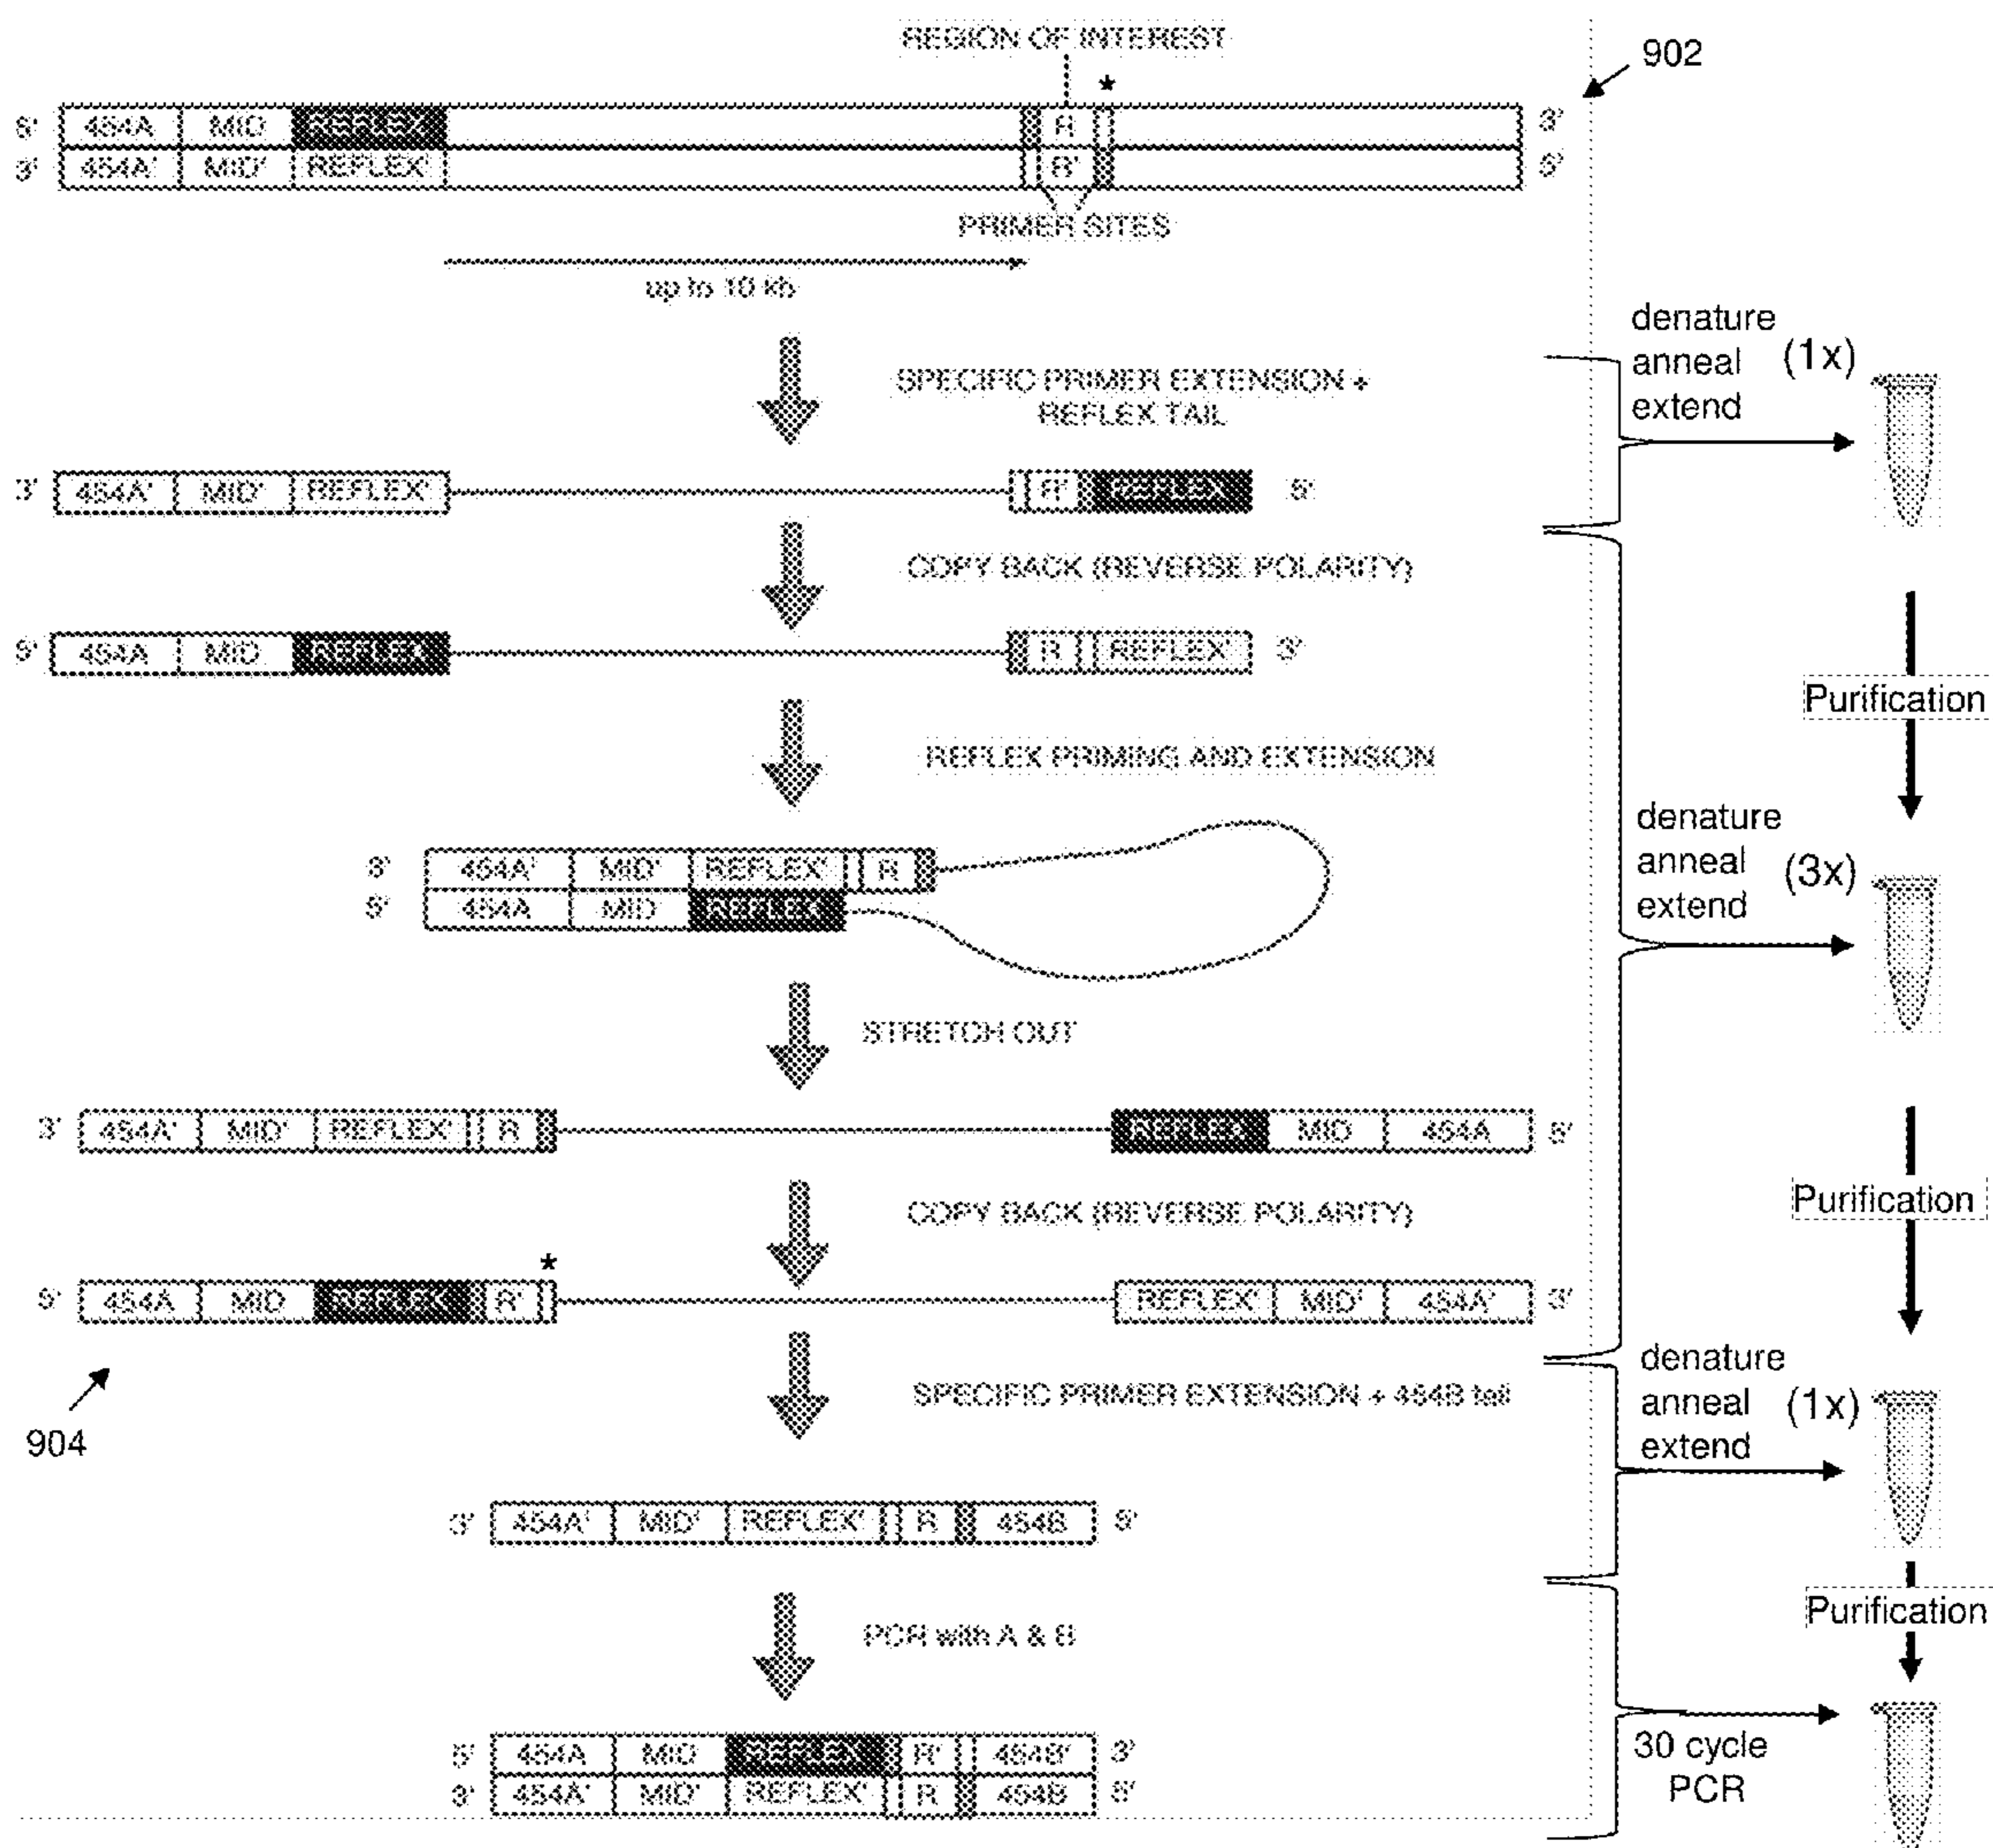 REGION OF INTEREST
902
*
5' 454A MID REFLEX R 3'
3' 454A' MID' REFLEX' R' 5'
PRIMER SITES
up to 10 kb
denature
anneal (1x)
extend
SPECIFIC PRIMER EXTENSION +
REFLEX TAIL
3' 454A' MID' REFLEX' R' REFLEX 5'
COPY BACK (REVERSE POLARITY)
5' 454A MID REFLEX R REFLEX' 3'
Purification
REFLEX PRIMING AND EXTENSION
denature
anneal (3x)
extend
3' 454A' MID' REFLEX' R
5' 454A MID REFLEX
STRETCH OUT
3' 454A' MID' REFLEX' R REFLEX MID 454A 5'
Purification
COPY BACK (REVERSE POLARITY)
*
5' 454A MID REFLEX R' REFLEX' MID' 454A' 3'
904
denature
anneal (1x)
extend
SPECIFIC PRIMER EXTENSION + 454B tail
3' 454A' MID' REFLEX' R 454B 5'
Purification
PCR with A & B
30 cycle
PCR
5' 454A MID REFLEX R' 454B' 3'
3' 454A' MID' REFLEX' R 454B 5'